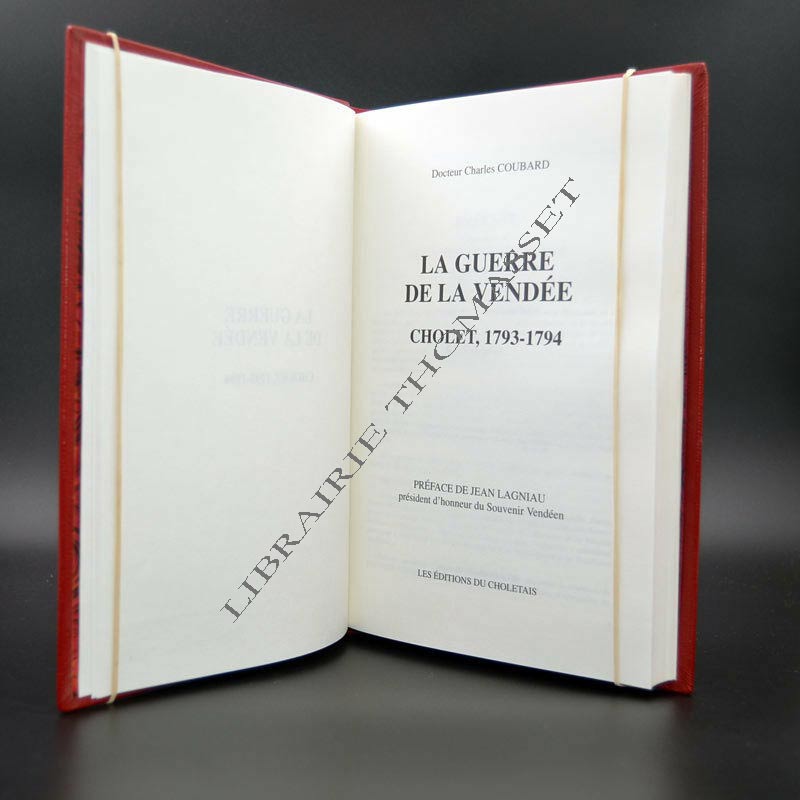 Docteur Charles COUBARD
LA GUERRE
DE LA VENDÉE
CHOLET, 1793-1794
PRÉFACE DE JEAN LAGNIAU
président d'honneur du Souvenir Vendéen
LES ÉDITIONS DU CHOLETAIS
LIBRAIRIE THOMASSET